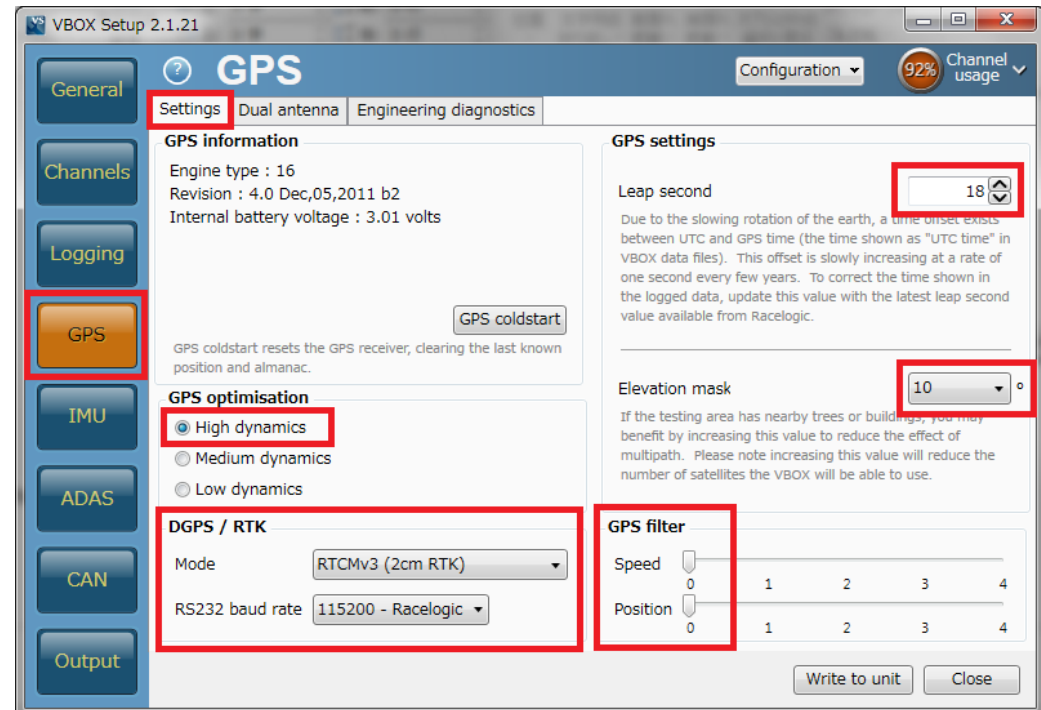 VBOX Setup 2.1.21
General
Channels
Logging
GPS
IMU
ADAS
CAN
Output
? GPS
Configuration
92% Channel usage
Settings
Dual antenna
Engineering diagnostics
GPS information
Engine type : 16
Revision : 4.0 Dec,05,2011 b2
Internal battery voltage : 3.01 volts
GPS coldstart
GPS coldstart resets the GPS receiver, clearing the last known
position and almanac.
GPS optimisation
High dynamics
Medium dynamics
Low dynamics
DGPS / RTK
Mode RTCMv3 (2cm RTK)
RS232 baud rate 115200 - Racelogic
GPS settings
Leap second 18
Due to the slowing rotation of the earth, a time offset exists
between UTC and GPS time (the time shown as "UTC time" in
VBOX data files). This offset is slowly increasing at a rate of
one second every few years. To correct the time shown in
the logged data, update this value with the latest leap second
value available from Racelogic.
Elevation mask 10 °
If the testing area has nearby trees or buildings, you may
benefit by increasing this value to reduce the effect of
multipath. Please note increasing this value will reduce the
number of satellites the VBOX will be able to use.
GPS filter
Speed
0 1 2 3 4
Position
0 1 2 3 4
Write to unit
Close